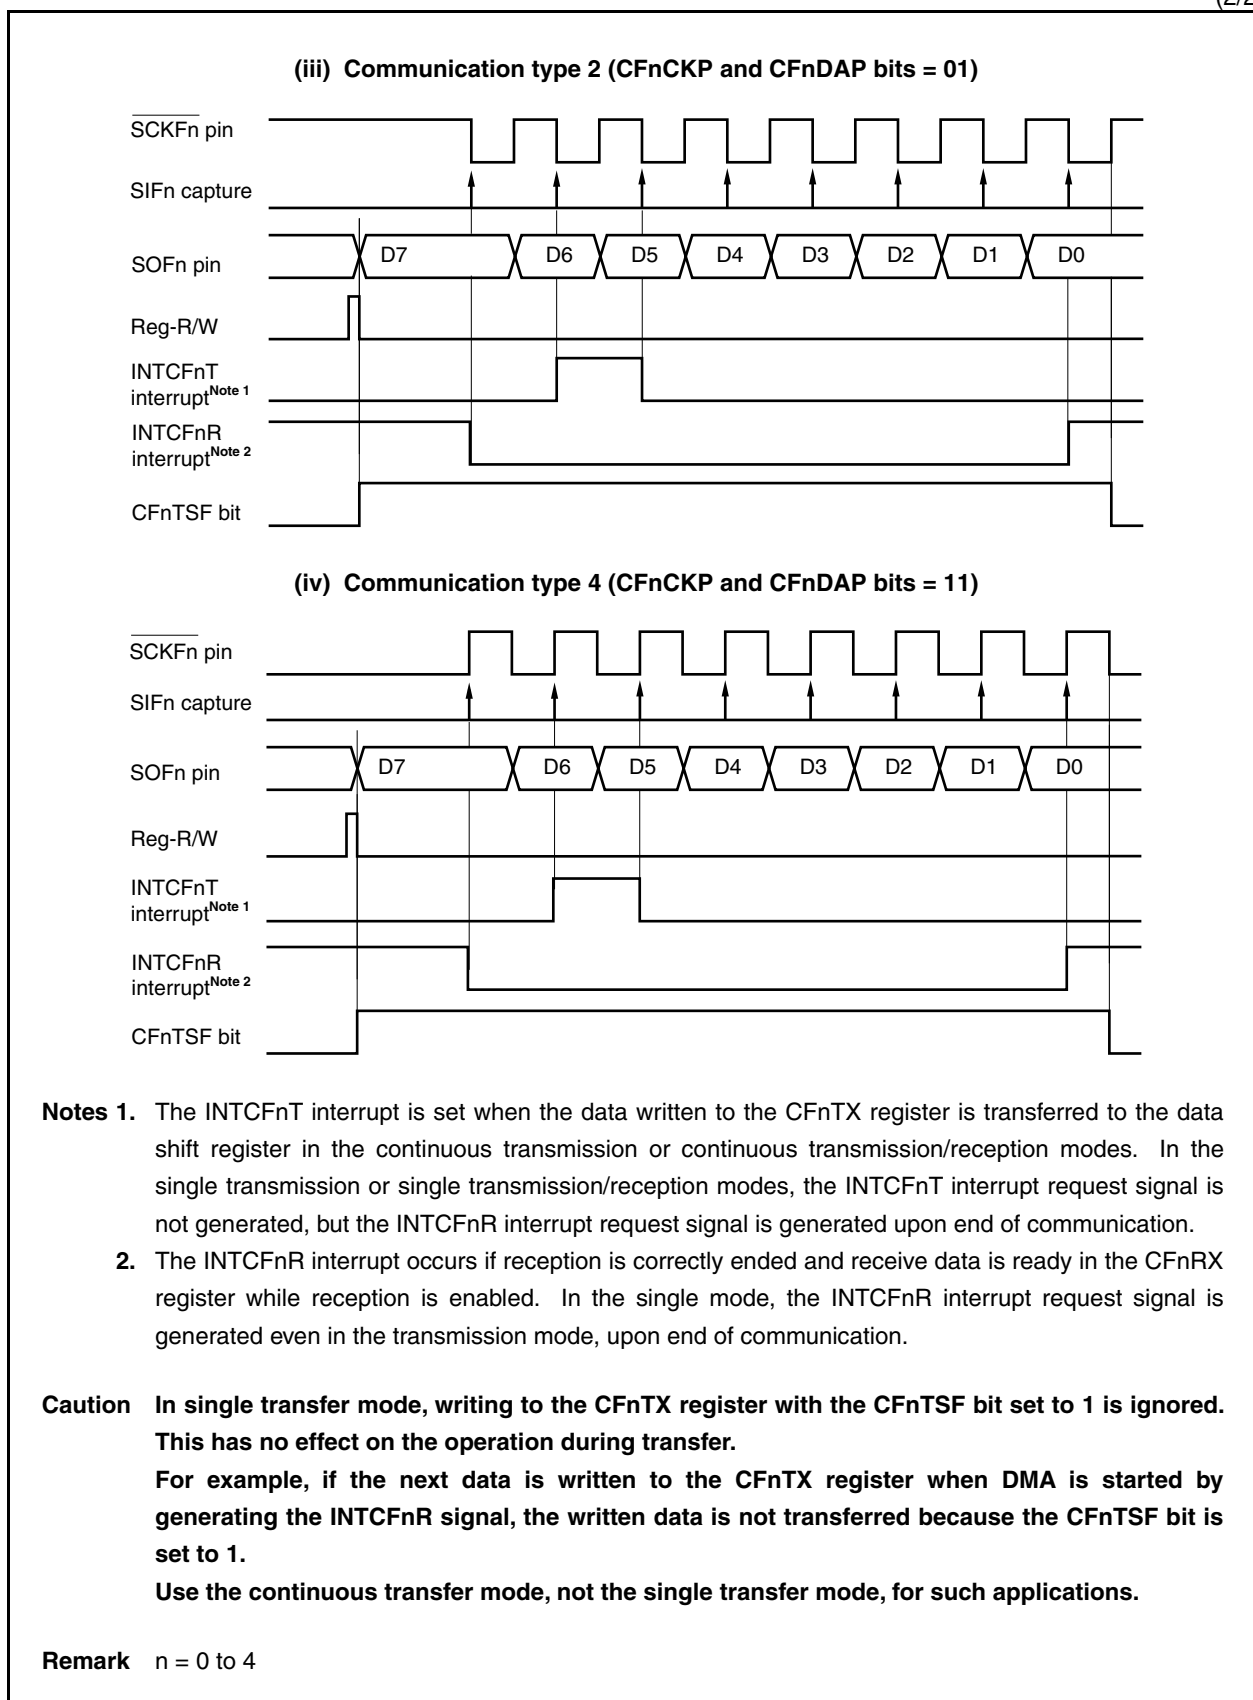 (2/2
(iii) Communication type 2 (CFnCKP and CFnDAP bits = 01)
SCKFn pin
SIFn capture
SOFn pin
D7 D6 D5 D4 D3 D2 D1 D0
Reg-R/W
INTCFnT
interrupt Note 1
INTCFnR
interrupt Note 2
CFnTSF bit
(iv) Communication type 4 (CFnCKP and CFnDAP bits = 11)
SCKFn pin
SIFn capture
SOFn pin
D7 D6 D5 D4 D3 D2 D1 D0
Reg-R/W
INTCFnT
interrupt Note 1
INTCFnR
interrupt Note 2
CFnTSF bit
Notes 1. The INTCFnT interrupt is set when the data written to the CFnTX register is transferred to the data
shift register in the continuous transmission or continuous transmission/reception modes. In the
single transmission or single transmission/reception modes, the INTCFnT interrupt request signal is
not generated, but the INTCFnR interrupt request signal is generated upon end of communication.
2. The INTCFnR interrupt occurs if reception is correctly ended and receive data is ready in the CFnRX
register while reception is enabled. In the single mode, the INTCFnR interrupt request signal is
generated even in the transmission mode, upon end of communication.
Caution In single transfer mode, writing to the CFnTX register with the CFnTSF bit set to 1 is ignored.
This has no effect on the operation during transfer.
For example, if the next data is written to the CFnTX register when DMA is started by
generating the INTCFnR signal, the written data is not transferred because the CFnTSF bit is
set to 1.
Use the continuous transfer mode, not the single transfer mode, for such applications.
Remark n = 0 to 4